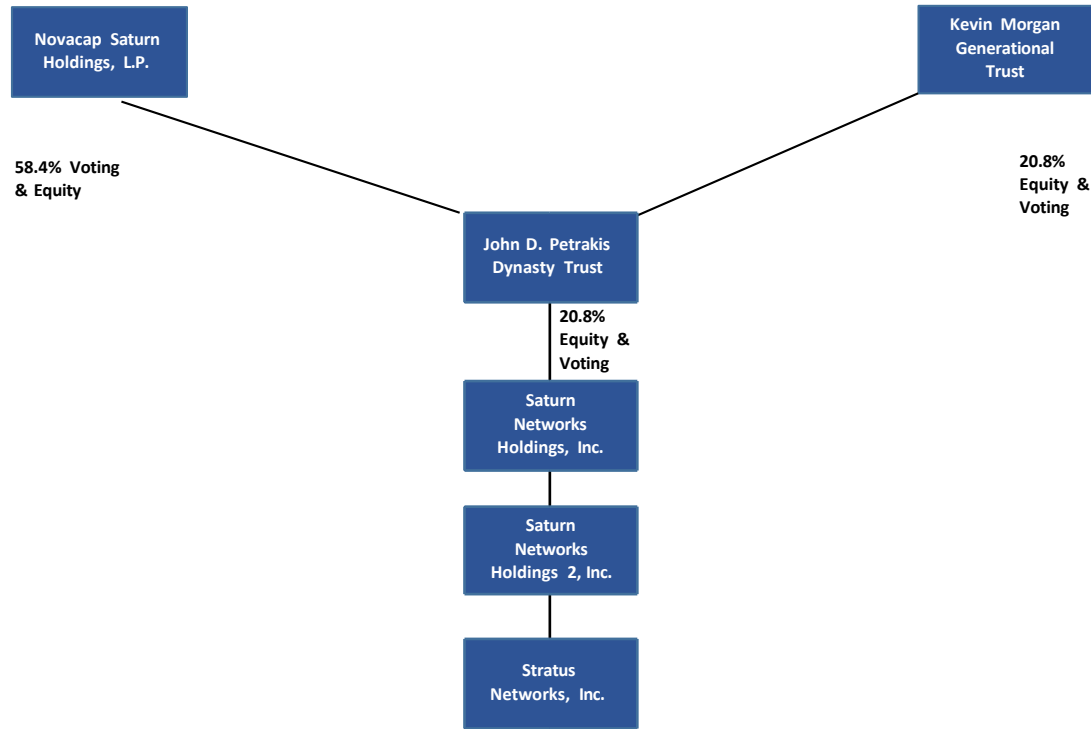 Novacap Saturn
Holdings, L.P.
Kevin Morgan
Generational
Trust
58.4% Voting
& Equity
20.8%
Equity &
Voting
John D. Petrakis
Dynasty Trust
20.8%
Equity &
Voting
Saturn
Networks
Holdings, Inc.
Saturn
Networks
Holdings 2, Inc.
Stratus
Networks, Inc.